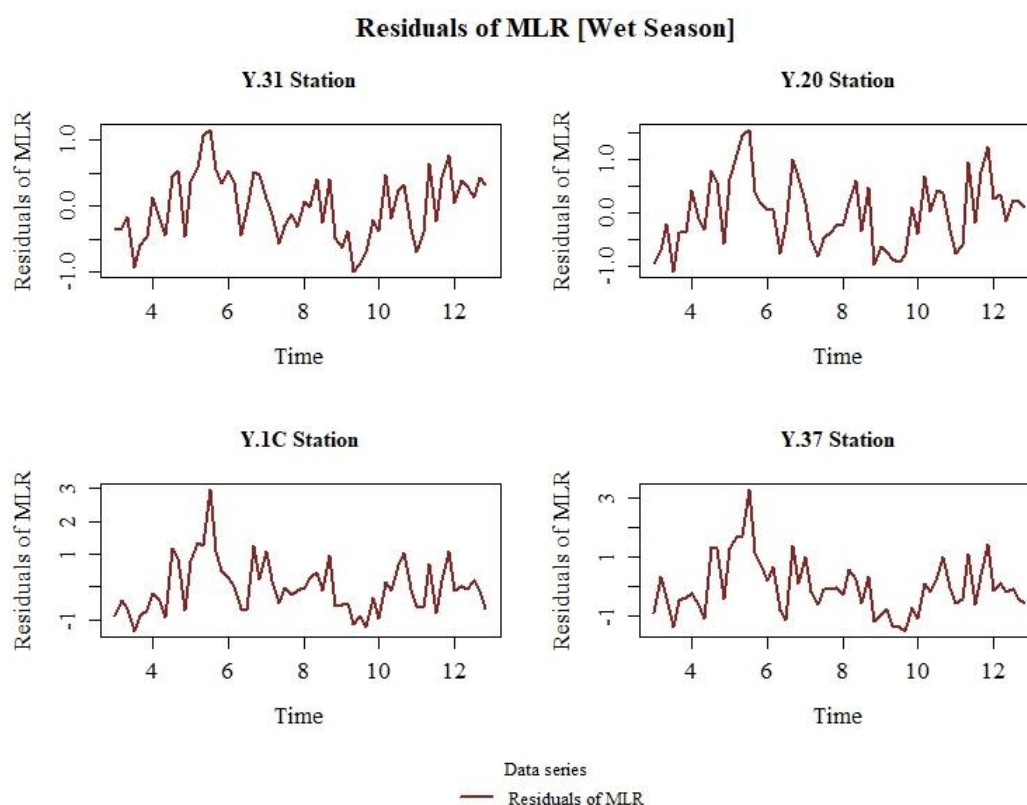 Residuals of MLR [Wet Season]
Y.31 Station
Residuals of MLR
1.0
0.0
-1.0
4 6 8 10 12
Time
Y.20 Station
Residuals of MLR
1.0
0.0
-1.0
4 6 8 10 12
Time
Y.1C Station
Residuals of MLR
3
2
1
-1
4 6 8 10 12
Time
Y.37 Station
Residuals of MLR
3
1
-1
4 6 8 10 12
Time
Data series
Residuals of MLR